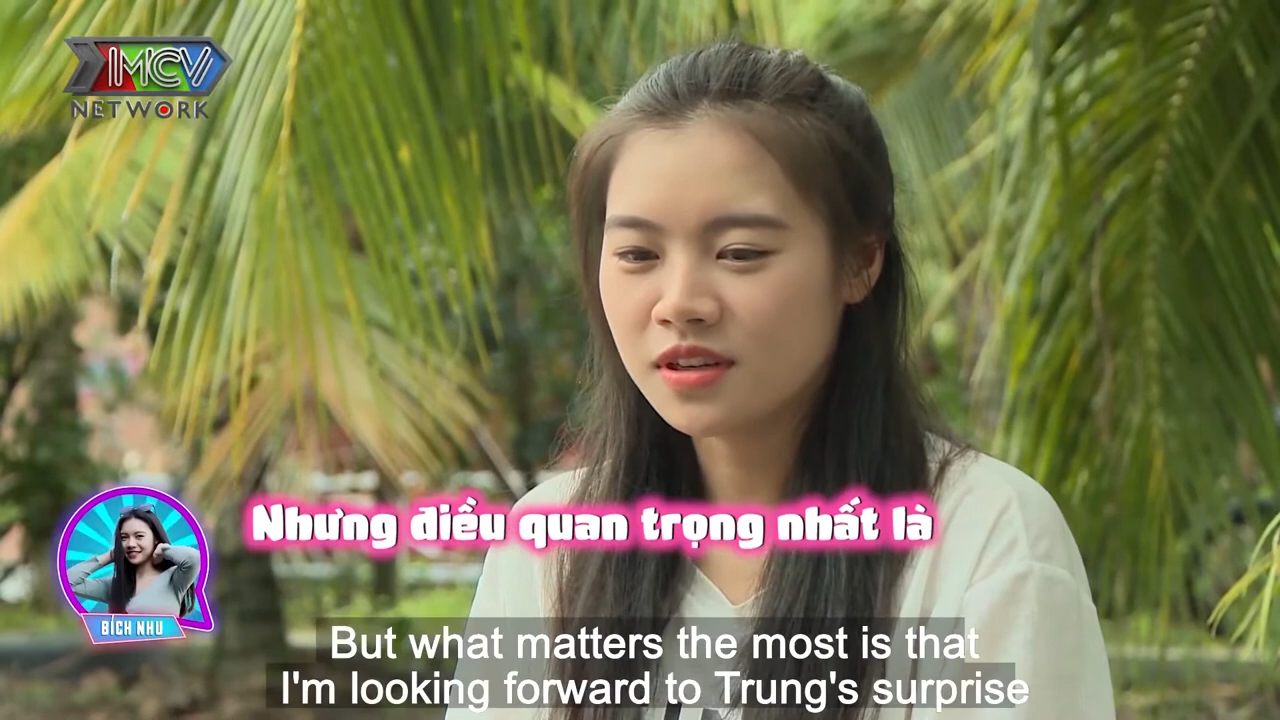 MCV
NETWORK
Nhưng điều quan trọng nhất là
BÍCH NHU
But what matters the most is that
I'm looking forward to Trung's surprise